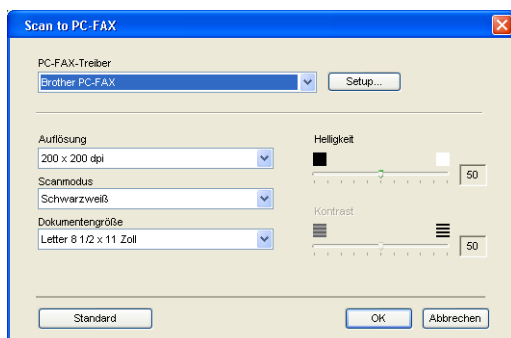 Scan to PC-FAX
PC-FAX-Treiber
Brother PC-FAX
Setup...
Auflösung
200 x 200 dpi
Scanmodus
Schwarzweiß
Dokumentengröße
Letter 8 1/2 x 11 Zoll
Helligkeit
50
Kontrast
50
Standard
OK
Abbrechen